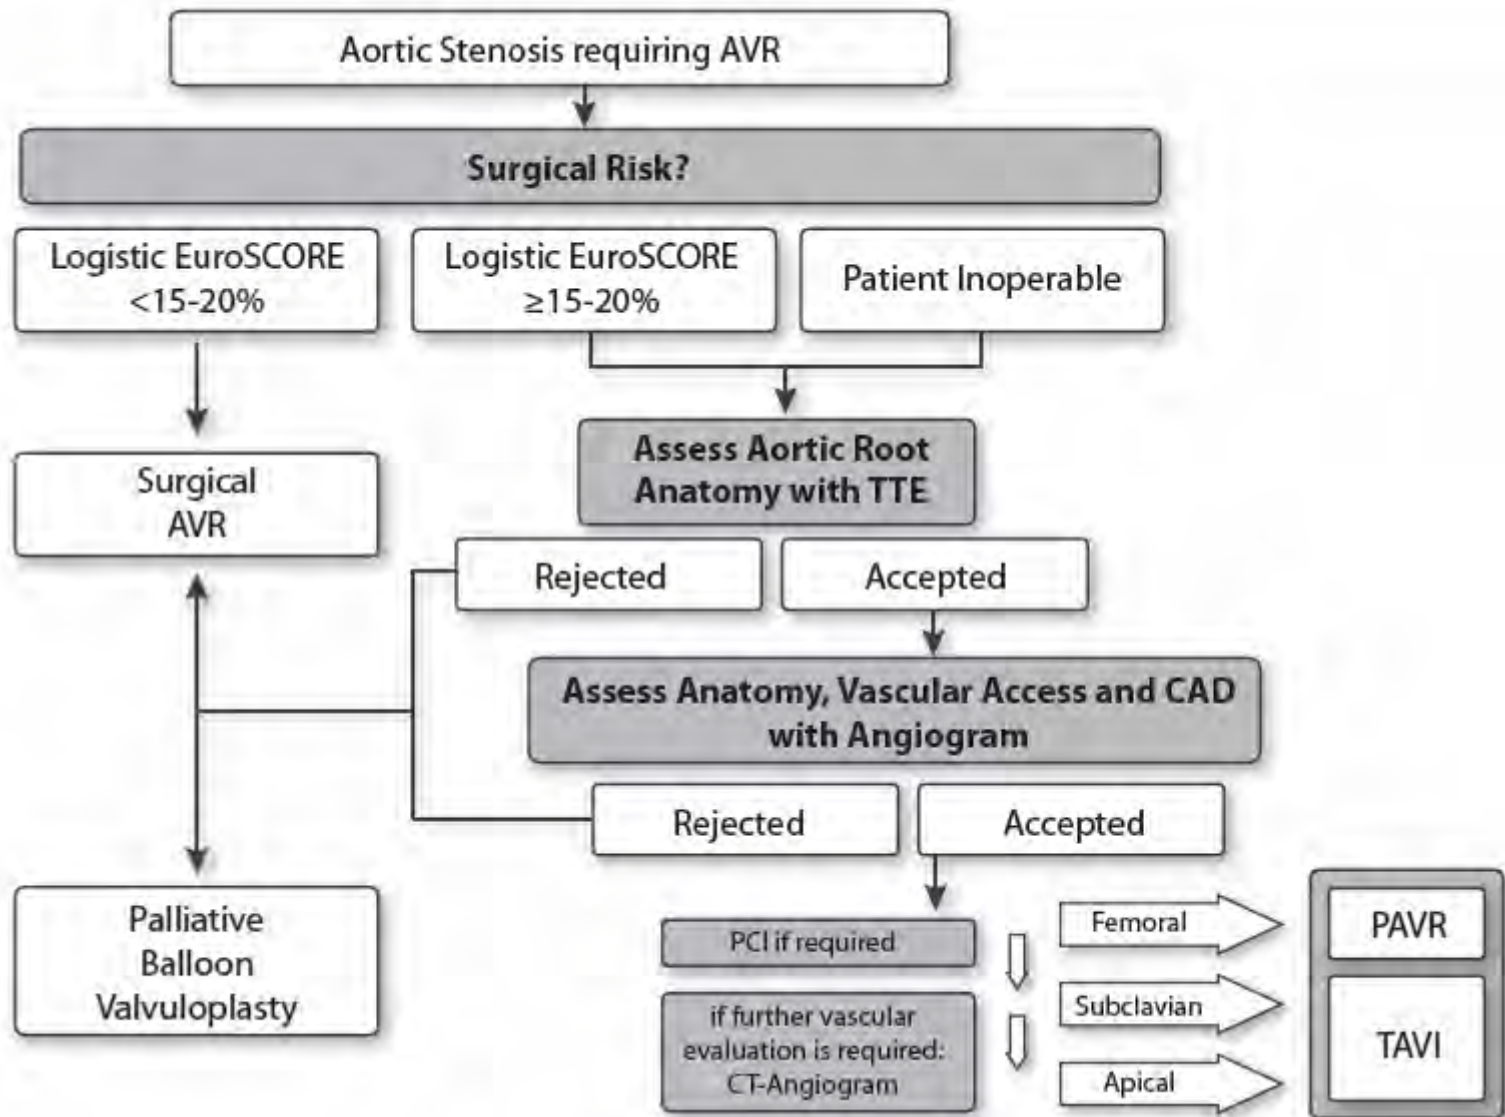 Aortic Stenosis requiring AVR
Surgical Risk?
Logistic EuroSCORE
<15-20%
Logistic EuroSCORE
≥15-20%
Patient Inoperable
Assess Aortic Root
Anatomy with TTE
Surgical
AVR
Rejected
Accepted
Assess Anatomy, Vascular Access and CAD
with Angiogram
Rejected
Accepted
Palliative
Balloon
Valvuloplasty
PCI if required
if further vascular
evaluation is required:
CT-Angiogram
Femoral
Subclavian
Apical
PAVR
TAVI